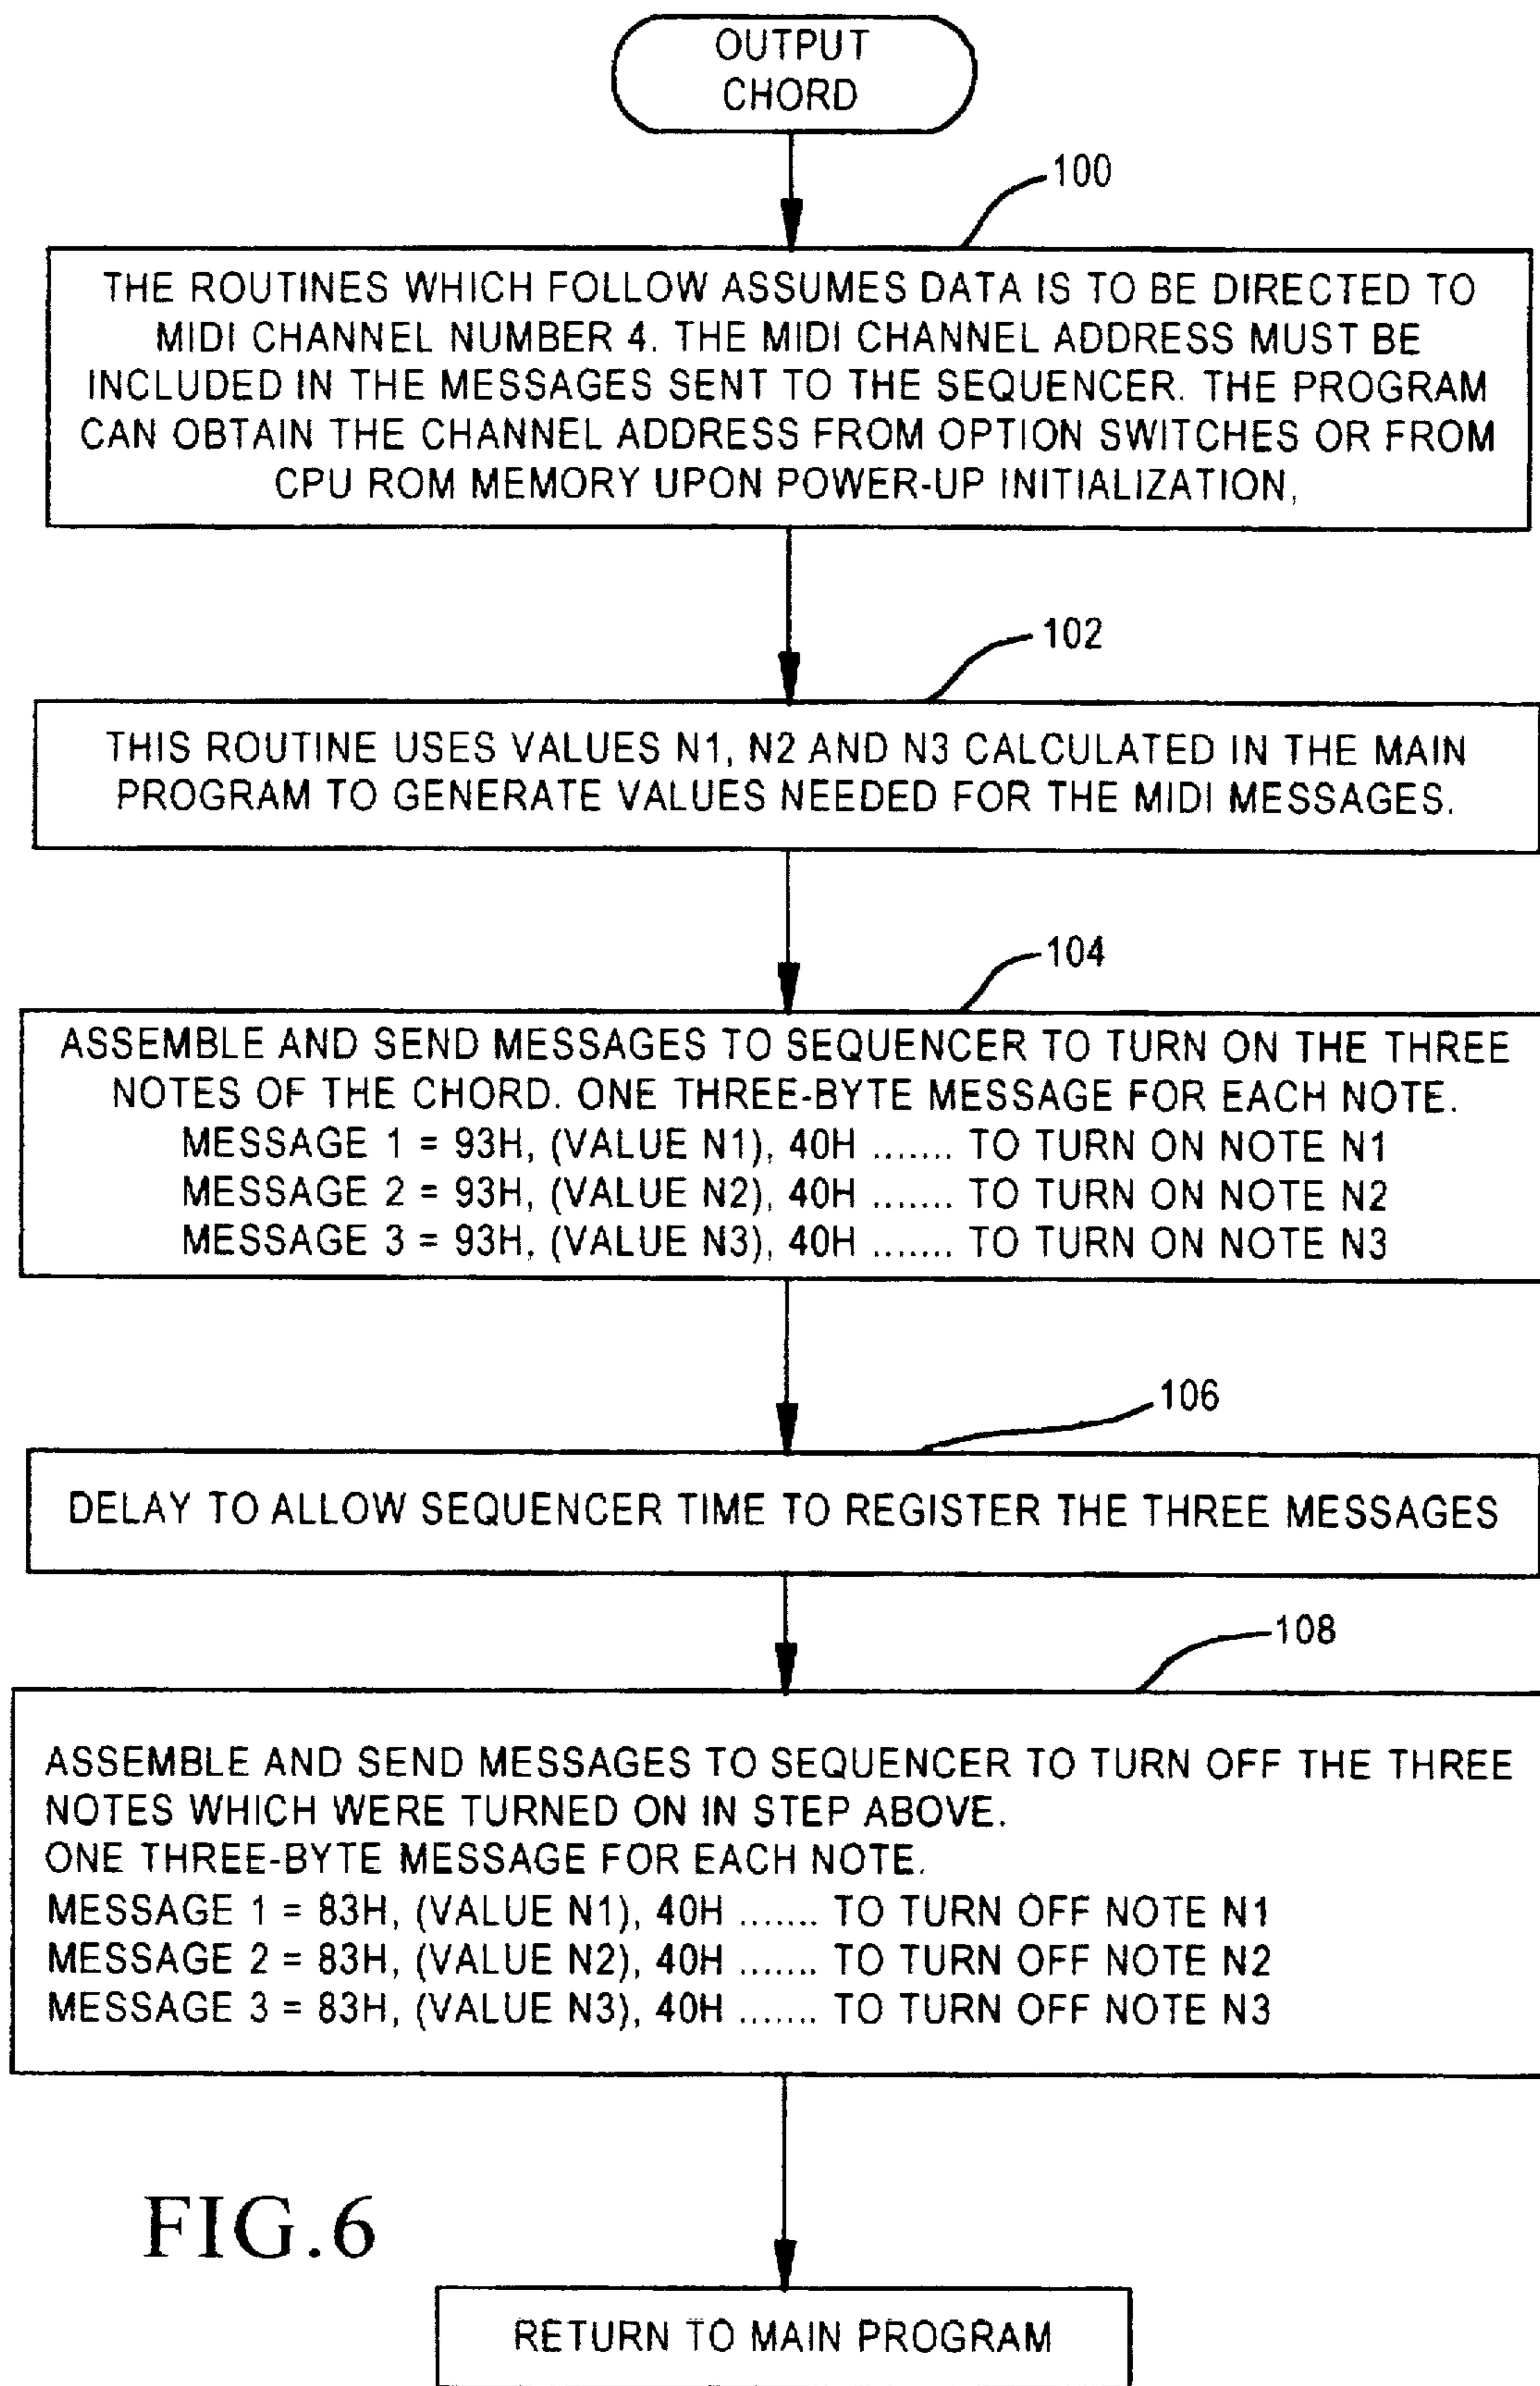 OUTPUT
CHORD
100
THE ROUTINES WHICH FOLLOW ASSUMES DATA IS TO BE DIRECTED TO
MIDI CHANNEL NUMBER 4. THE MIDI CHANNEL ADDRESS MUST BE
INCLUDED IN THE MESSAGES SENT TO THE SEQUENCER. THE PROGRAM
CAN OBTAIN THE CHANNEL ADDRESS FROM OPTION SWITCHES OR FROM
CPU ROM MEMORY UPON POWER-UP INITIALIZATION,
102
THIS ROUTINE USES VALUES N1, N2 AND N3 CALCULATED IN THE MAIN
PROGRAM TO GENERATE VALUES NEEDED FOR THE MIDI MESSAGES.
104
ASSEMBLE AND SEND MESSAGES TO SEQUENCER TO TURN ON THE THREE
NOTES OF THE CHORD. ONE THREE-BYTE MESSAGE FOR EACH NOTE.
MESSAGE 1 = 93H, (VALUE N1), 40H ....... TO TURN ON NOTE N1
MESSAGE 2 = 93H, (VALUE N2), 40H ....... TO TURN ON NOTE N2
MESSAGE 3 = 93H, (VALUE N3), 40H ....... TO TURN ON NOTE N3
106
DELAY TO ALLOW SEQUENCER TIME TO REGISTER THE THREE MESSAGES
108
ASSEMBLE AND SEND MESSAGES TO SEQUENCER TO TURN OFF THE THREE
NOTES WHICH WERE TURNED ON IN STEP ABOVE.
ONE THREE-BYTE MESSAGE FOR EACH NOTE.
MESSAGE 1 = 83H, (VALUE N1), 40H ....... TO TURN OFF NOTE N1
MESSAGE 2 = 83H, (VALUE N2), 40H ....... TO TURN OFF NOTE N2
MESSAGE 3 = 83H, (VALUE N3), 40H ....... TO TURN OFF NOTE N3
FIG.6
RETURN TO MAIN PROGRAM